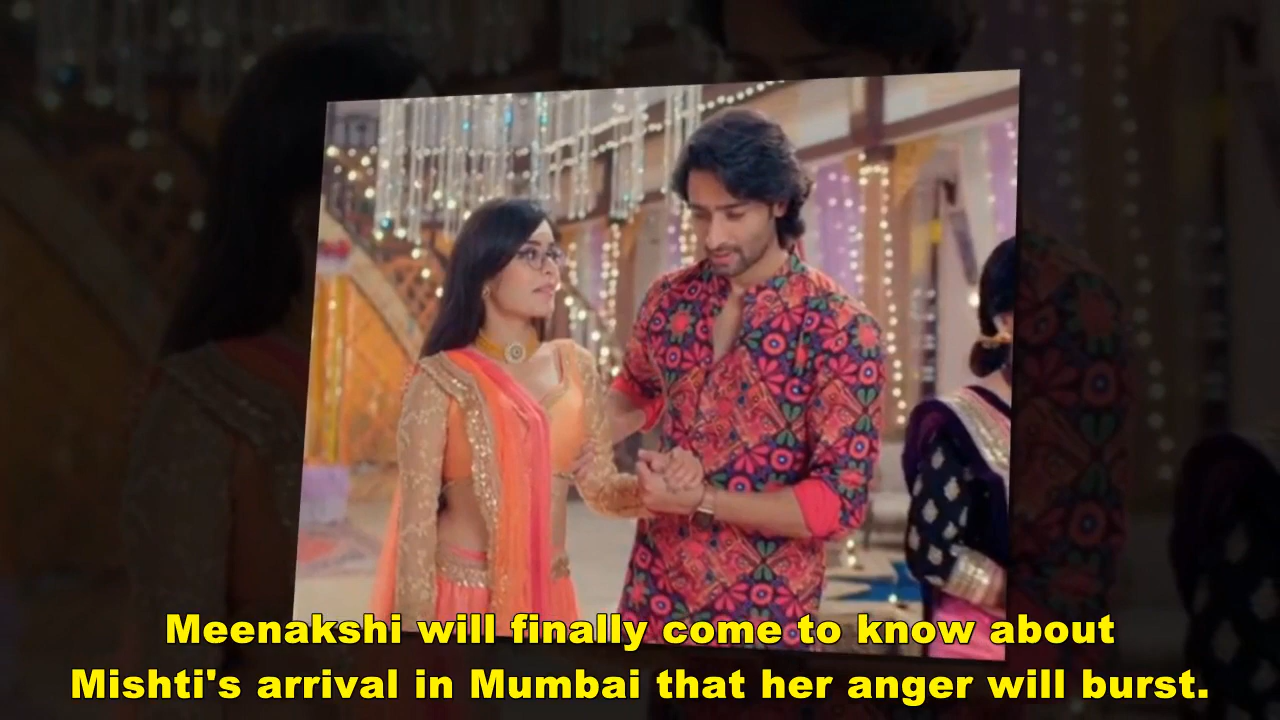 Meenakshi will finally come to know about
Mishti's arrival in Mumbai that her anger will burst.